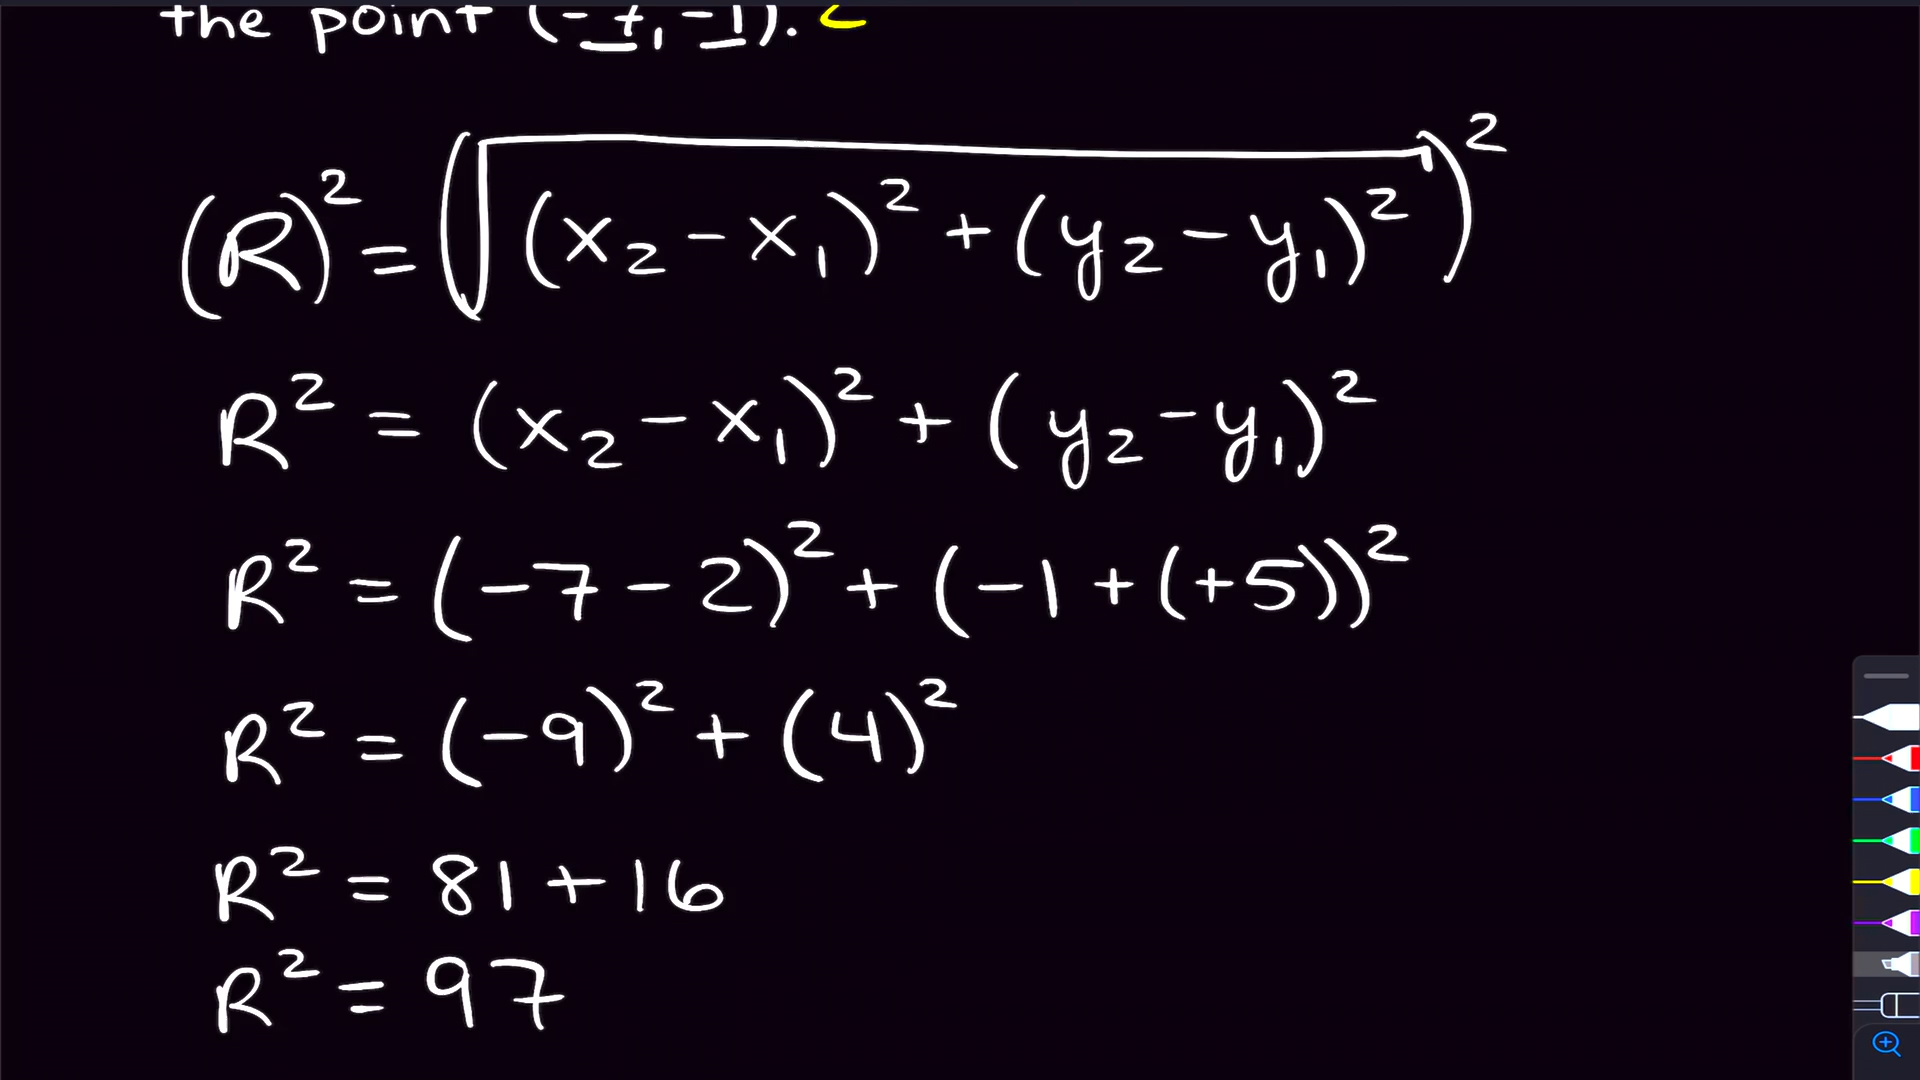 the point (-7, -1).
(R)² = (√((x₂ - x₁)² + (y₂ - y₁)²))²
R² = (x₂ - x₁)² + (y₂ - y₁)²
R² = (-7 - 2)² + (-1 + (+5))²
R² = (-9)² + (4)²
R² = 81 + 16
R² = 97